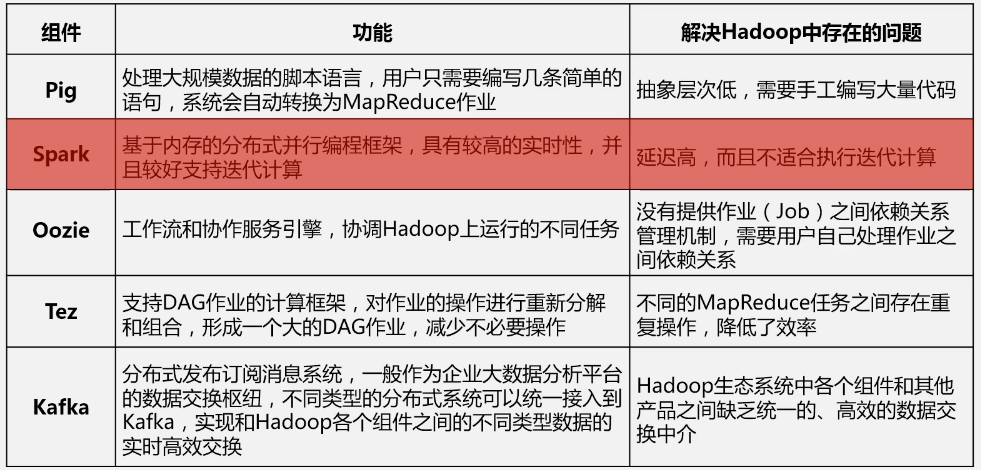 组件
功能
解决Hadoop中存在的问题
Pig
处理大规模数据的脚本语言，用户只需要编写几条简单的
语句，系统会自动转换为MapReduce作业
抽象层次低，需要手工编写大量代码
Spark
基于内存的分布式并行编程框架，具有较高的实时性，并
且较好支持迭代计算
延迟高，而且不适合执行迭代计算
Oozie
工作流和协作服务引擎，协调Hadoop上运行的不同任务
没有提供作业（Job）之间依赖关系
管理机制，需要用户自己处理作业之
间依赖关系
Tez
支持DAG作业的计算框架，对作业的操作进行重新分解
和组合，形成一个大的DAG作业，减少不必要操作
不同的MapReduce任务之间存在重
复操作，降低了效率
Kafka
分布式发布订阅消息系统，一般作为企业大数据分析平台
的数据交换枢纽，不同类型的分布式系统可以统一接入到
Kafka，实现和Hadoop各个组件之间的不同类型数据的
实时高效交换
Hadoop生态系统中各个组件和其他
产品之间缺乏统一的、高效的数据交
换中介